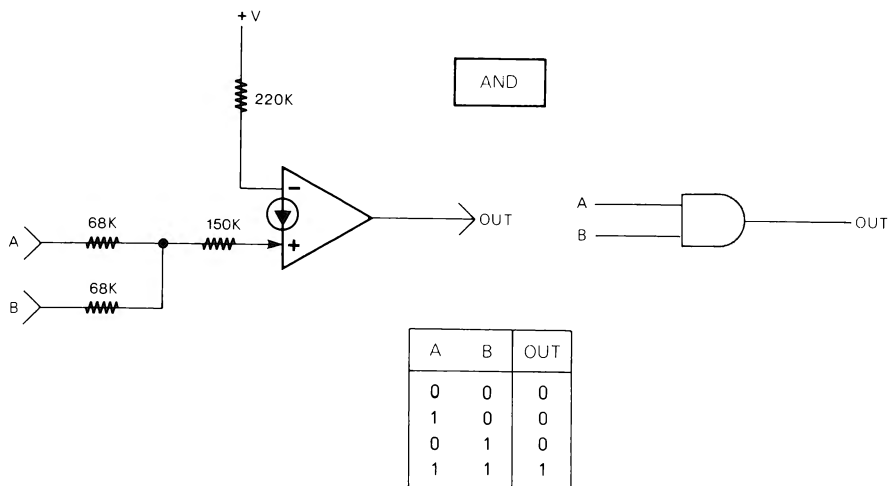 + V
AND
220K
−
A
68K
150K
+
OUT
B
68K
A
B
OUT
A B OUT
0 0 0
1 0 0
0 1 0
1 1 1